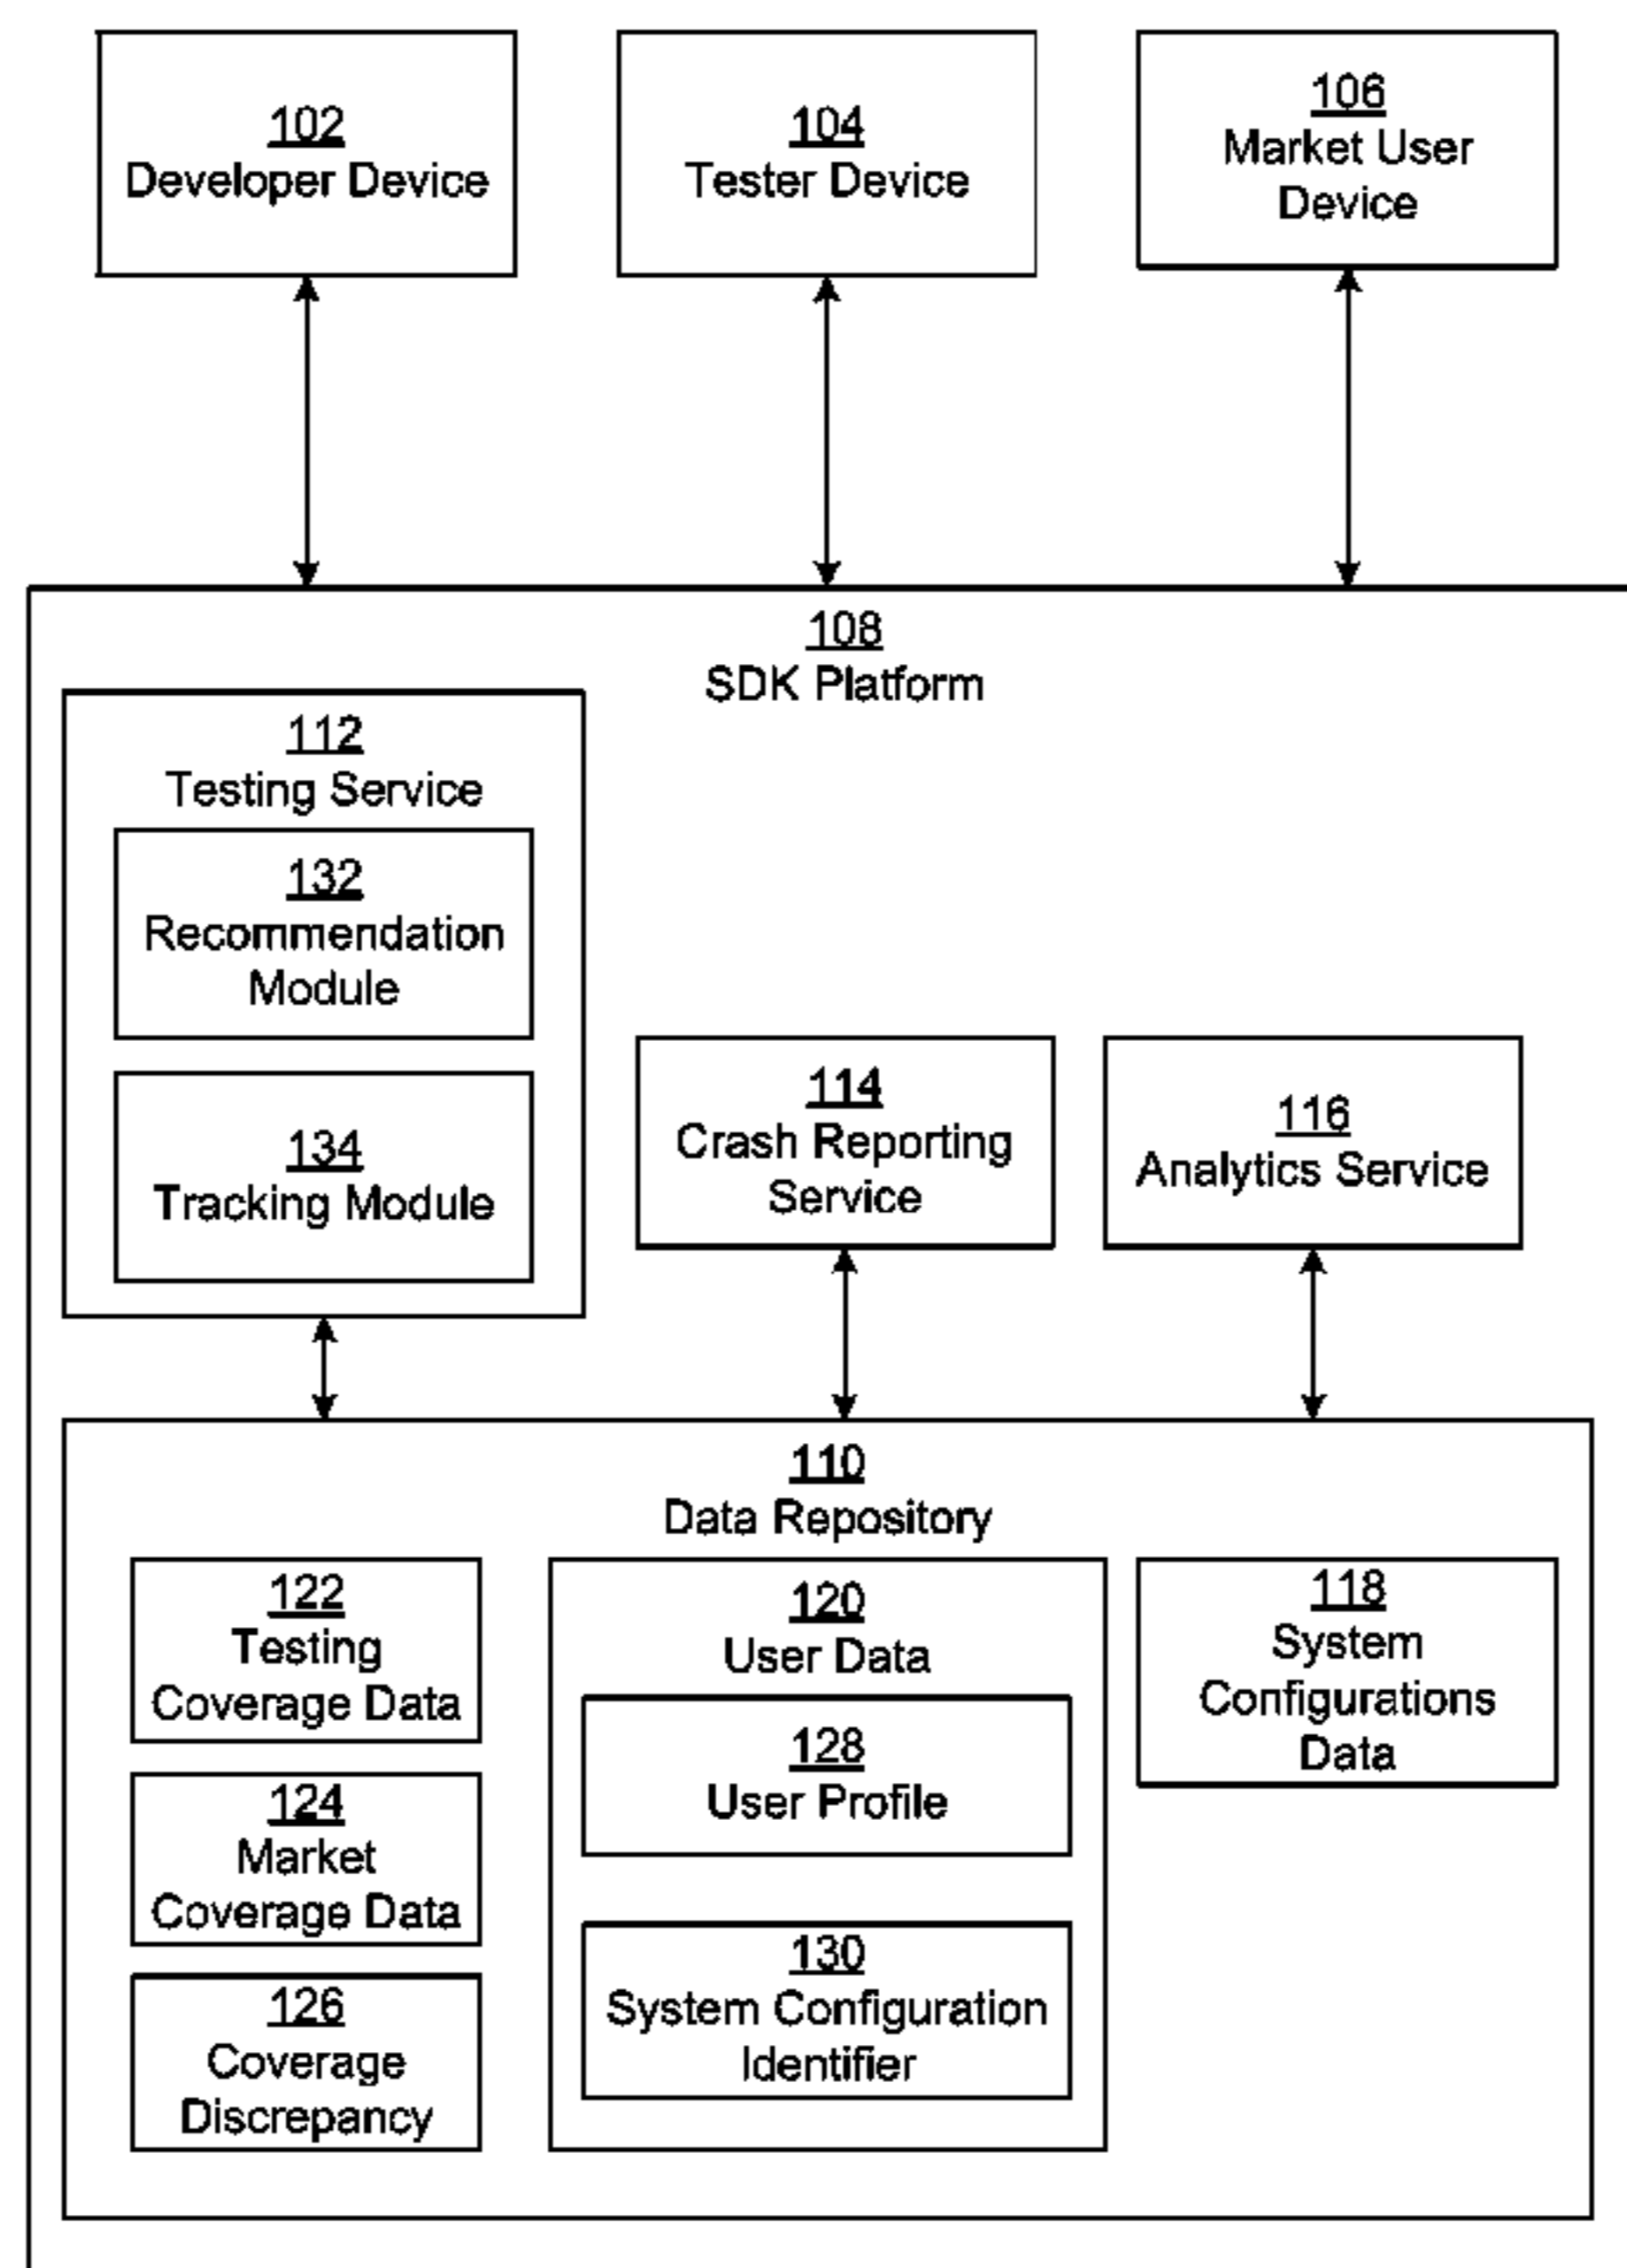 102
Developer Device
104
Tester Device
106
Market User
Device
108
SDK Platform
112
Testing Service
132
Recommendation
Module
134
Tracking Module
114
Crash Reporting
Service
116
Analytics Service
110
Data Repository
122
Testing
Coverage Data
124
Market
Coverage Data
126
Coverage
Discrepancy
120
User Data
128
User Profile
130
System Configuration
Identifier
118
System
Configurations
Data